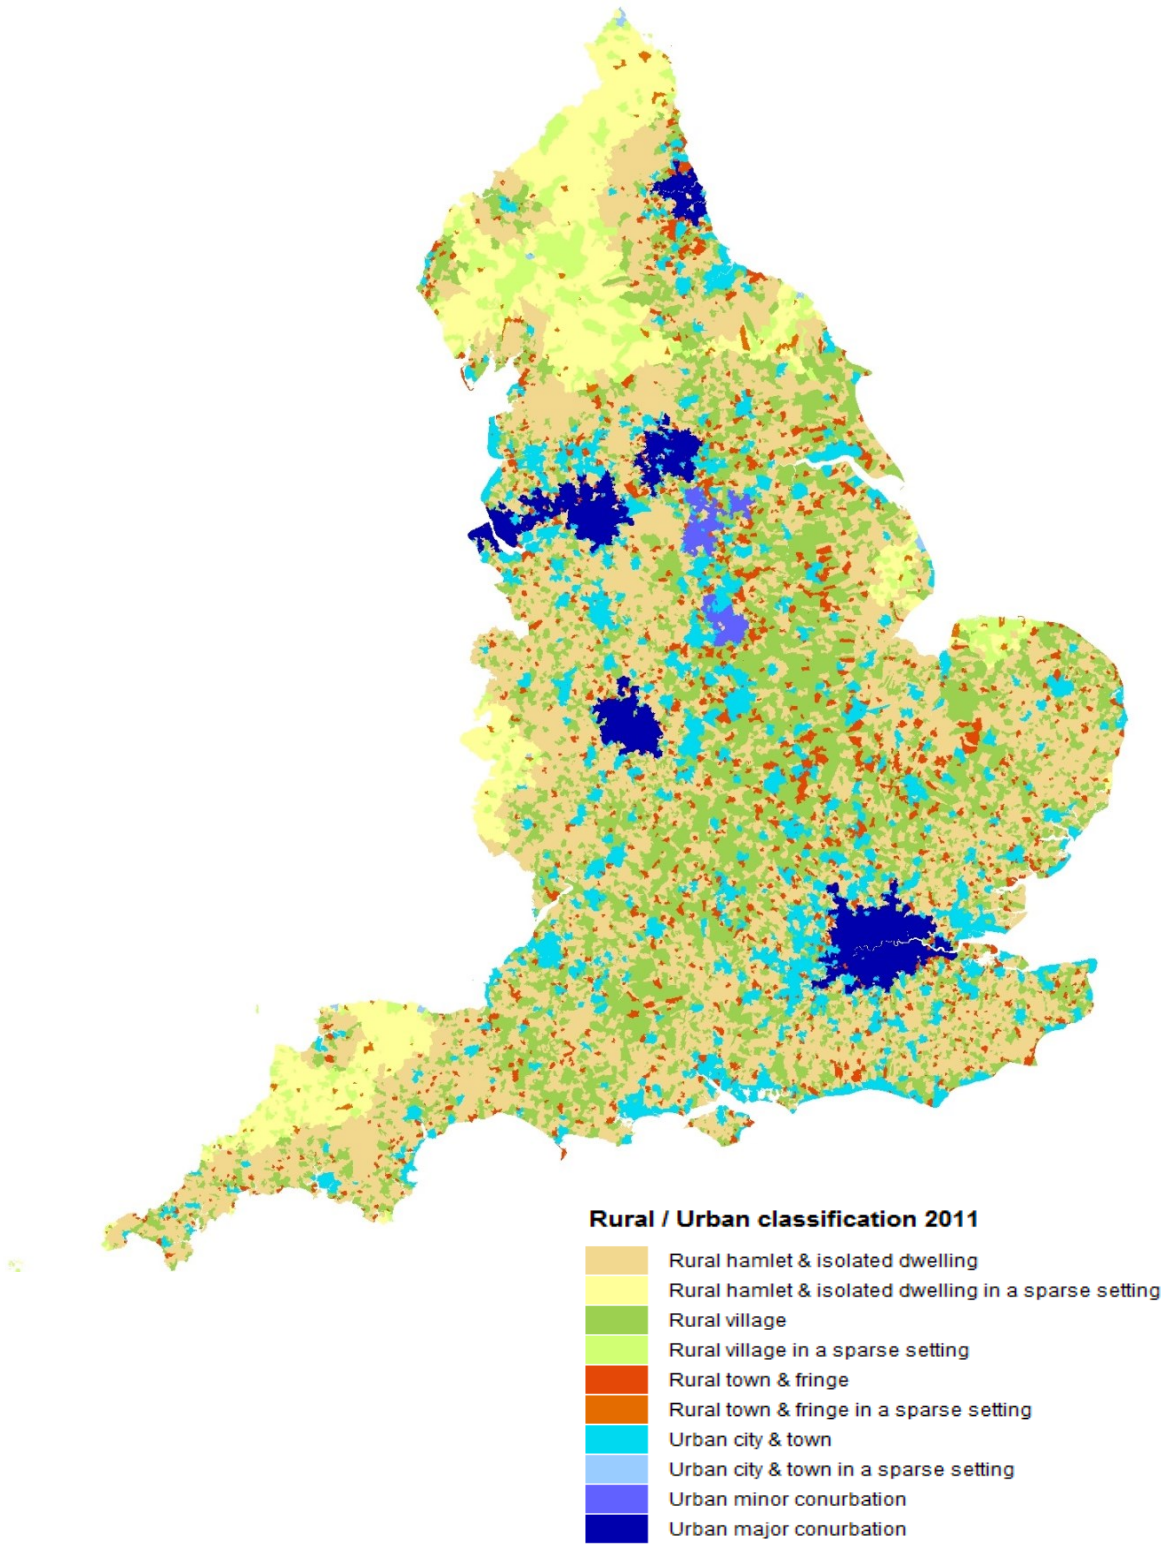 Rural / Urban classification 2011
Rural hamlet & isolated dwelling
Rural hamlet & isolated dwelling in a sparse setting
Rural village
Rural village in a sparse setting
Rural town & fringe
Rural town & fringe in a sparse setting
Urban city & town
Urban city & town in a sparse setting
Urban minor conurbation
Urban major conurbation